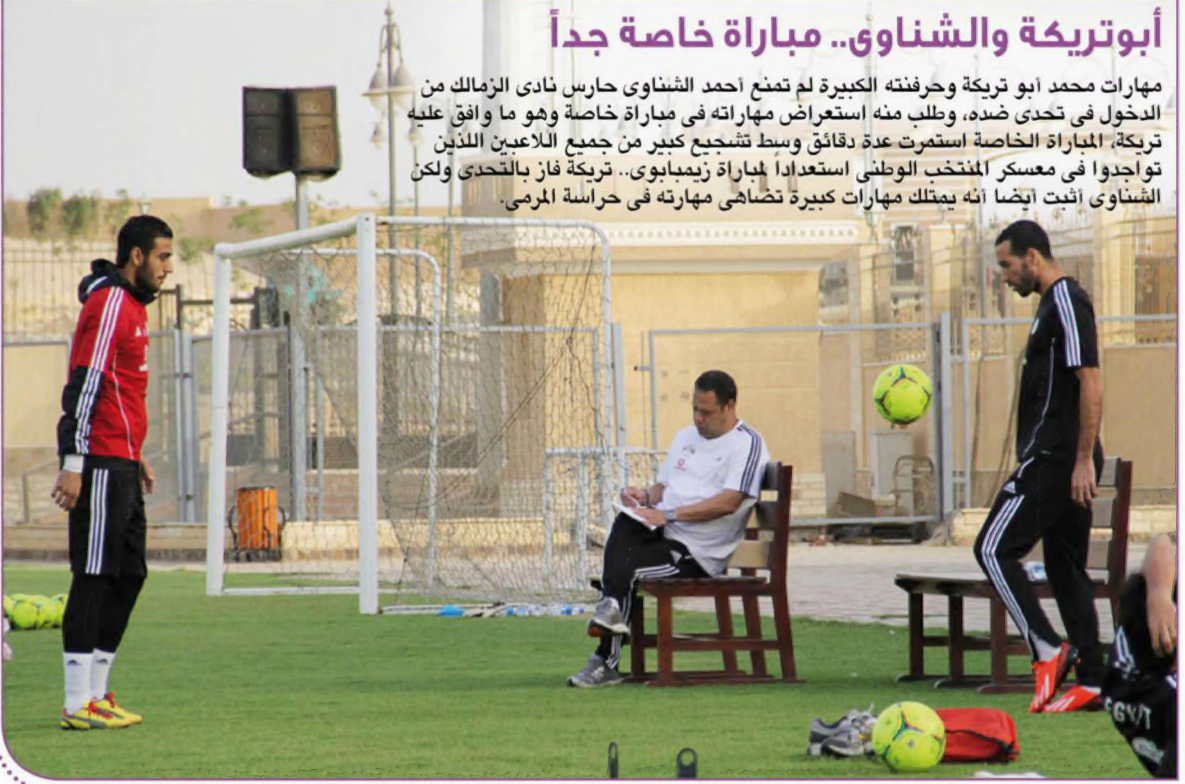 أبوتريكة والشناوى.. مباراة خاصة جداً
مهارات محمد أبو تريكة وحرفنته الكبيرة لم تمنع أحمد الشناوى حارس نادى الزمالك من
الدخول فى تحدى ضده، وطلب منه استعراض مهاراته فى مباراة خاصة وهو ما وافق عليه
تريكة، المباراة الخاصة استمرت عدة دقائق وسط تشجيع كبير من جميع اللاعبين اللذين
تواجدوا فى معسكر المنتخب الوطنى استعداداً لمباراة زيمبابوى.. تريكة فاز بالتحدى ولكن
الشناوى أثبت أيضا أنه يمتلك مهارات كبيرة تضاهى مهارته فى حراسة المرمى.
EGYPT